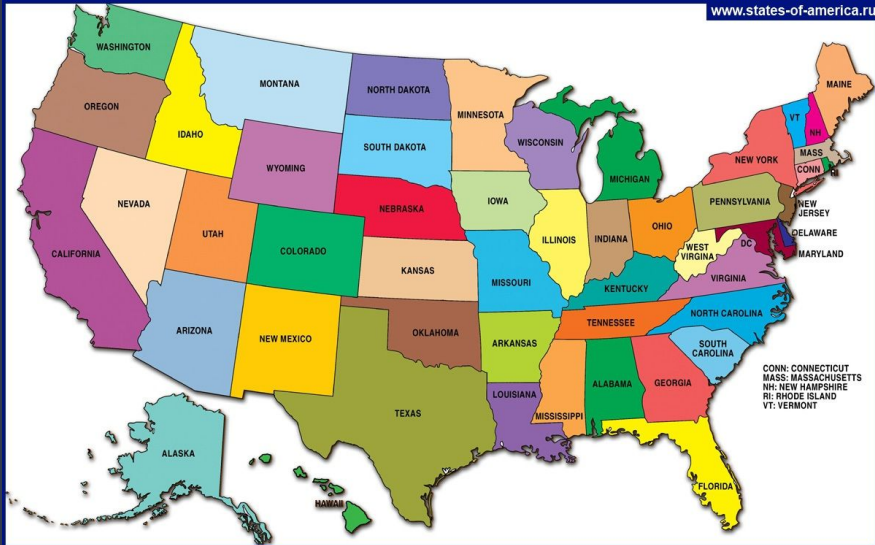 www.states-of-america.ru
WASHINGTON
MONTANA
NORTH DAKOTA
MINNESOTA
MAINE
OREGON
IDAHO
VT
NH
SOUTH DAKOTA
WISCONSIN
MASS
WYOMING
MICHIGAN
NEW YORK
CONN
RI
NEVADA
NEBRASKA
IOWA
PENNSYLVANIA
NEW
JERSEY
UTAH
COLORADO
ILLINOIS
INDIANA
OHIO
DELAWARE
DC
WEST
VIRGINIA
MARYLAND
CALIFORNIA
KANSAS
MISSOURI
KENTUCKY
VIRGINIA
ARIZONA
NEW MEXICO
OKLAHOMA
ARKANSAS
TENNESSEE
NORTH CAROLINA
SOUTH
CAROLINA
TEXAS
LOUISIANA
MISSISSIPPI
ALABAMA
GEORGIA
CONN: CONNECTICUT
MASS: MASSACHUSETTS
NH: NEW HAMPSHIRE
RI: RHODE ISLAND
VT: VERMONT
ALASKA
HAWAII
FLORIDA